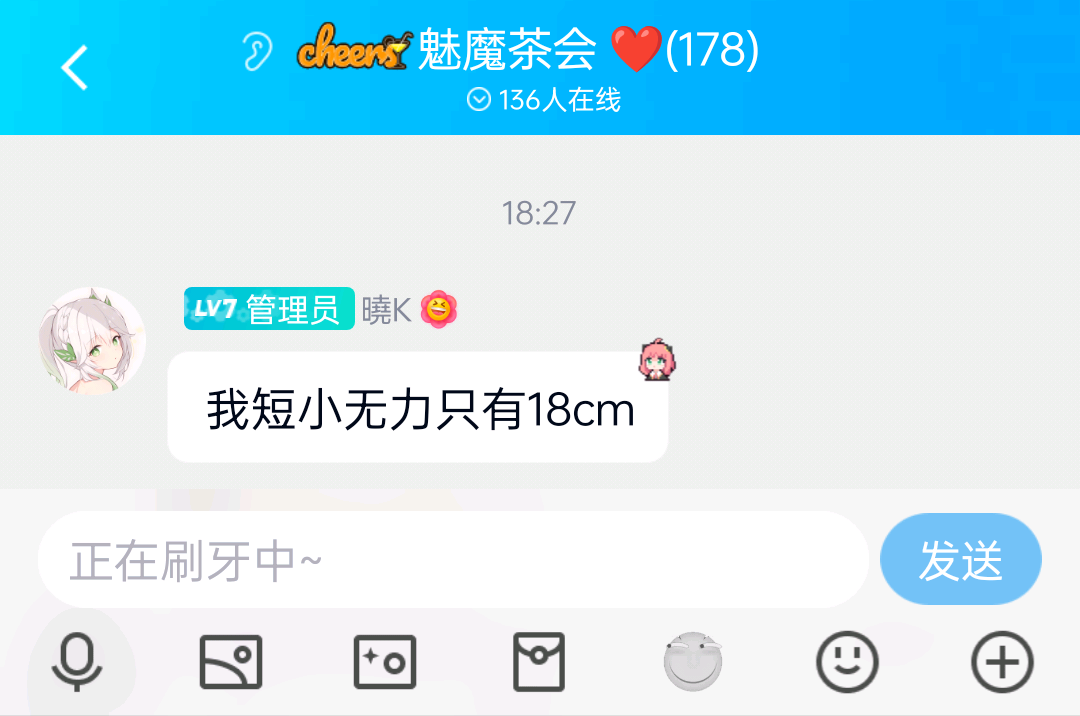 cheers 魅魔茶会 ❤️(178)
136人在线
18:27
LV7 管理员 曉K
我短小无力只有18cm
正在刷牙中~
发送